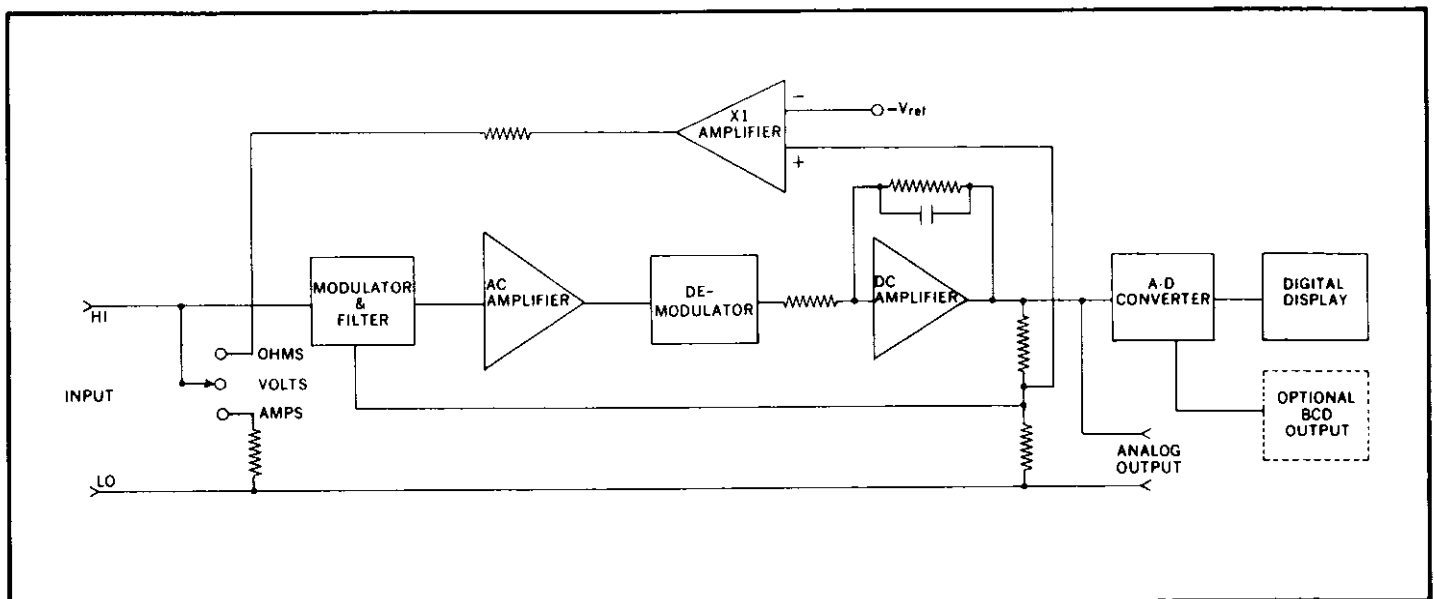 X1
AMPLIFIER
−
+
-Vref
MODULATOR
&
FILTER
AC
AMPLIFIER
DE-
MODULATOR
DC
AMPLIFIER
A-D
CONVERTER
DIGITAL
DISPLAY
HI
INPUT
OHMS
VOLTS
AMPS
LO
ANALOG
OUTPUT
OPTIONAL
BCD
OUTPUT